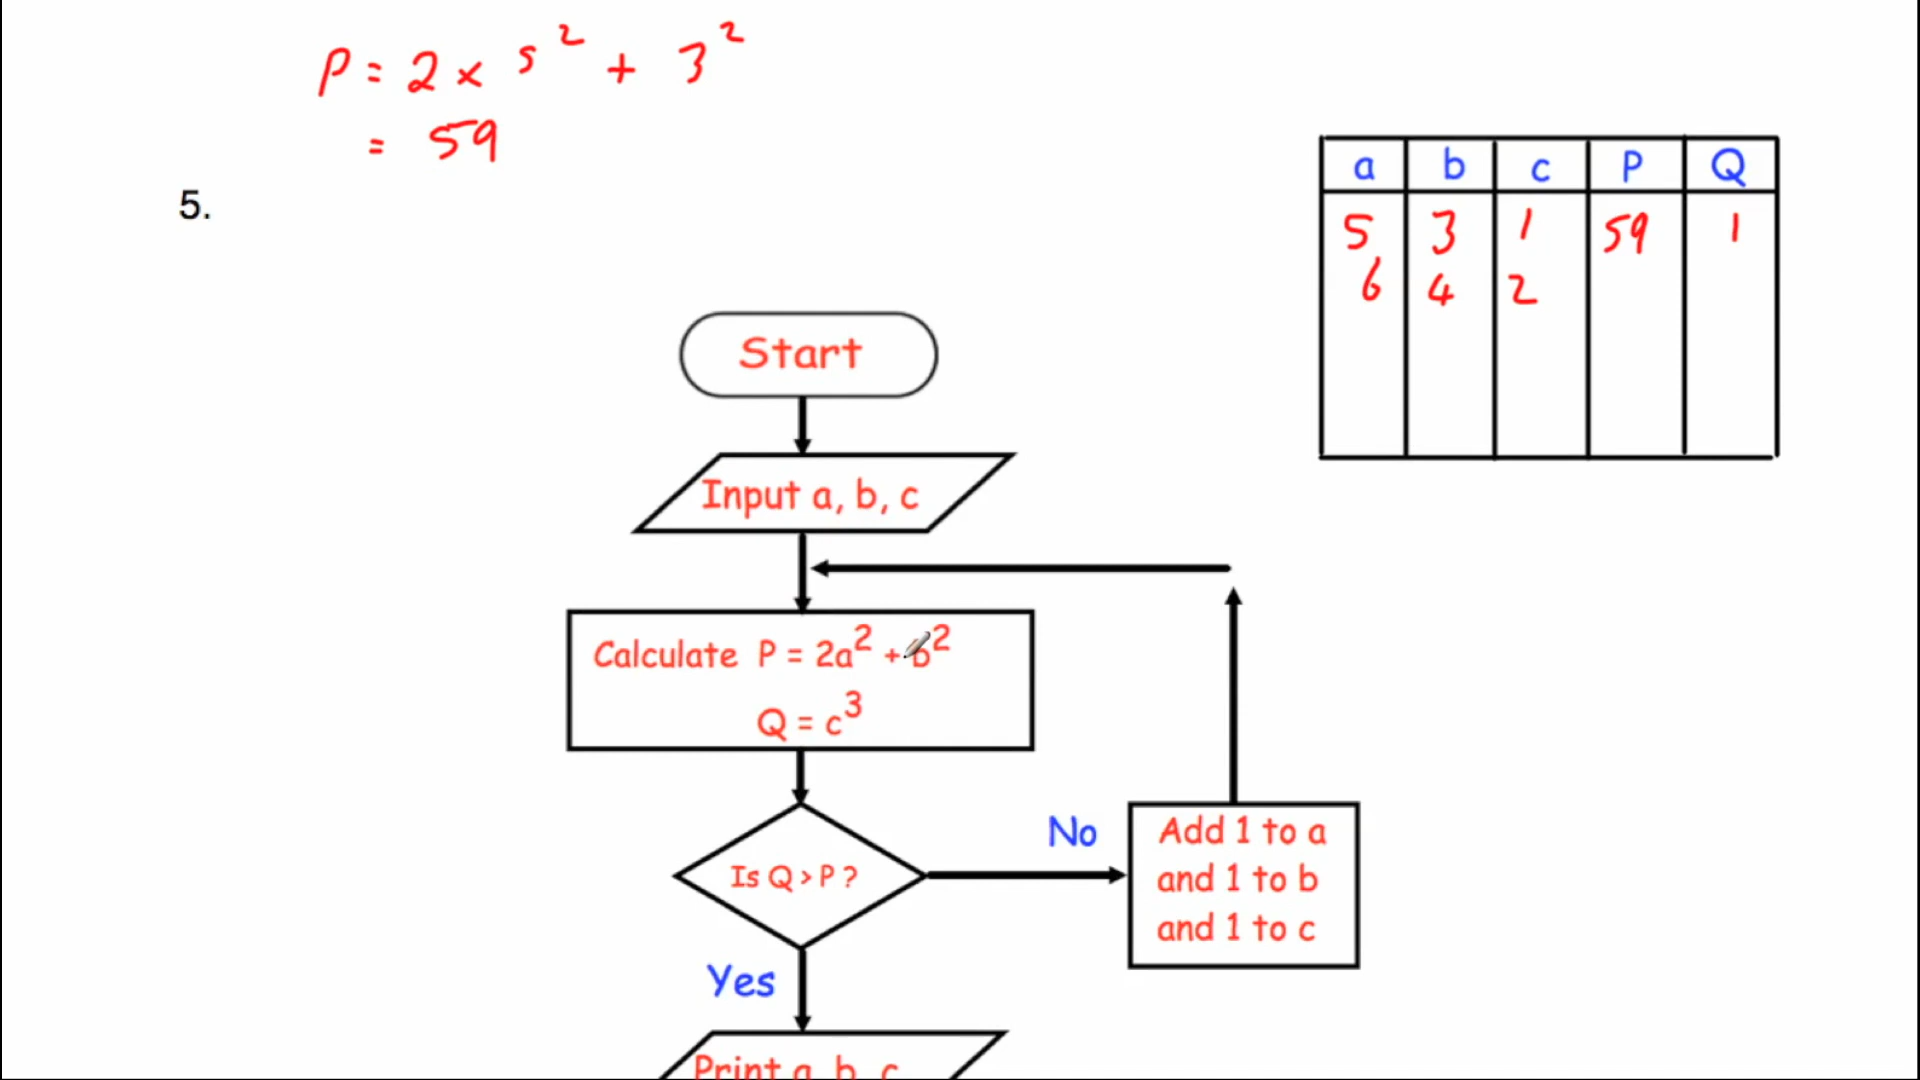 P = 2 × 5² + 3²
= 59
5.
a b c P Q
5 3 1 59 1
6 4 2
Start
Input a, b, c
Calculate P = 2a² + b²
Q = c³
Is Q > P ?
No
Add 1 to a
and 1 to b
and 1 to c
Yes
Print a, b, c